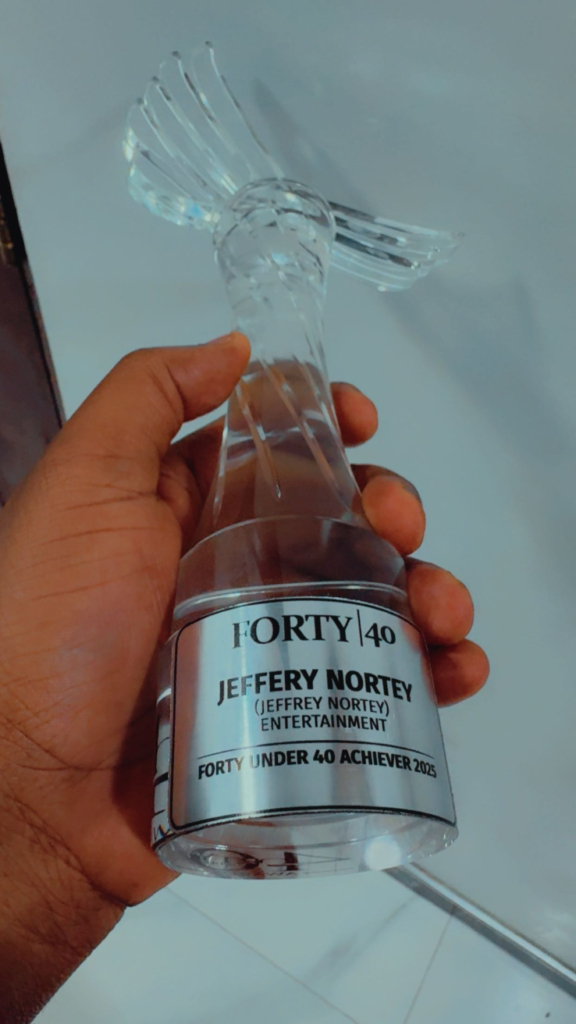 FORTY|40
JEFFERY NORTEY
(JEFFREY NORTEY)
ENTERTAINMENT
FORTY UNDER 40 ACHIEVER 2025